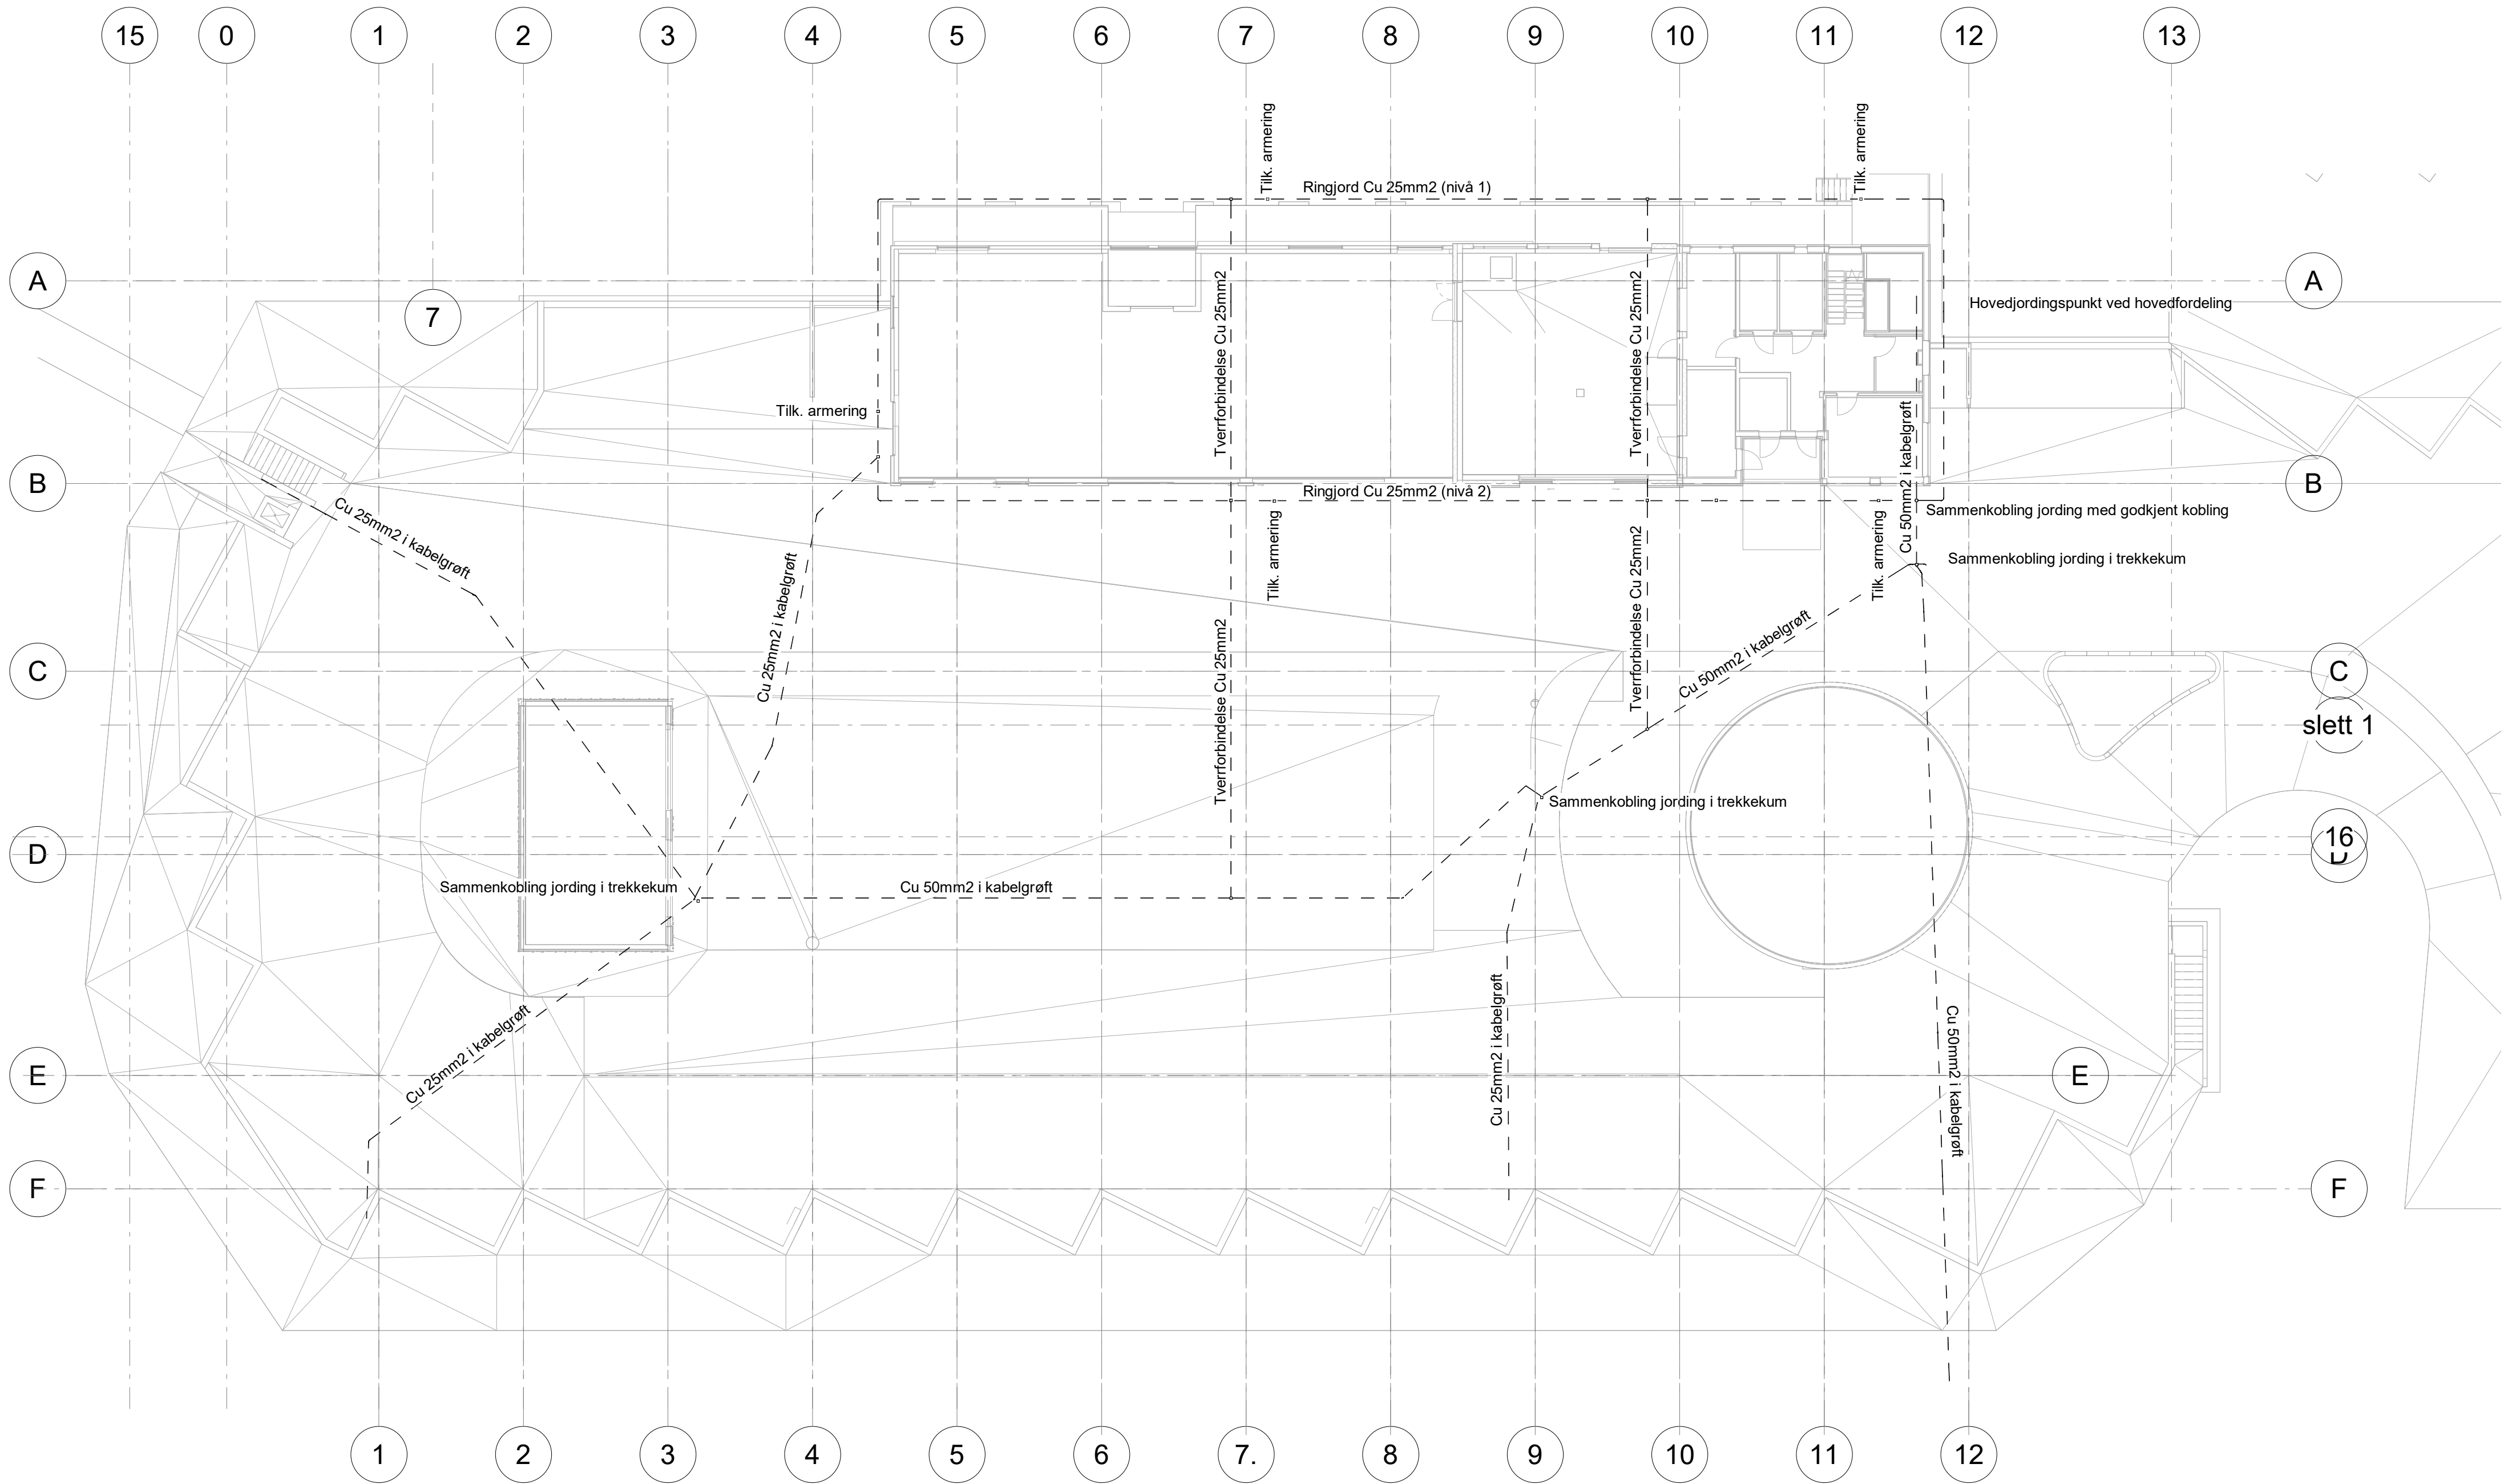 15
0
1
2
3
4
5
6
7
8
9
10
11
12
13
Tilk. armering
Tilk. armering
Ringjord Cu 25mm2 (nivå 1)
A
A
7
Hovedjordingspunkt ved hovedfordeling
Tverrforbindelse Cu 25mm2
Tverrforbindelse Cu 25mm2
Tilk. armering
Cu 50mm2 i kabelgrøft
B
B
Ringjord Cu 25mm2 (nivå 2)
Cu 25mm2 i kabelgrøft
Sammenkobling jording med godkjent kobling
Tilk. armering
Tilk. armering
Sammenkobling jording i trekkekum
Cu 25mm2 i kabelgrøft
Tverrforbindelse Cu 25mm2
Tverrforbindelse Cu 25mm2
Cu 50mm2 i kabelgrøft
C
C
slett 1
Sammenkobling jording i trekkekum
16
D
Sammenkobling jording i trekkekum
Cu 50mm2 i kabelgrøft
Cu 25mm2 i kabelgrøft
Cu 25mm2 i kabelgrøft
Cu 50mm2 i kabelgrøft
E
E
F
F
1
2
3
4
5
6
7.
8
9
10
11
12